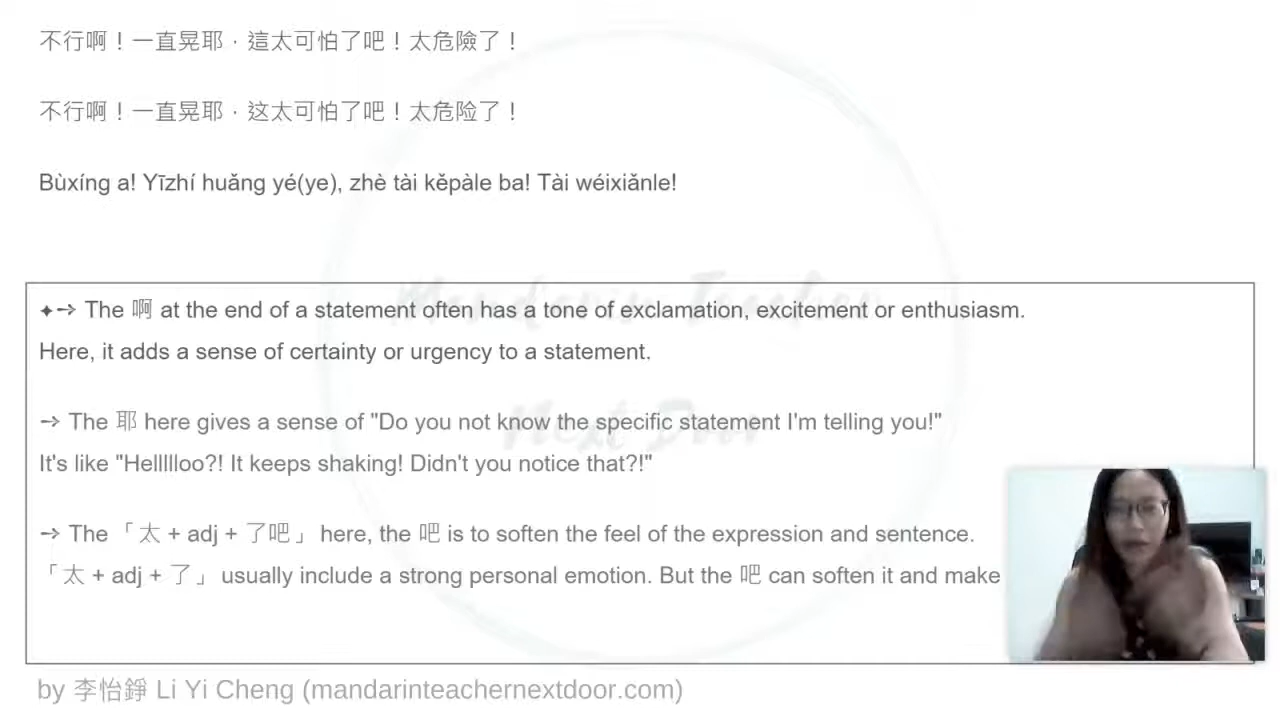 不行啊！一直晃耶，這太可怕了吧！太危險了！
不行啊！一直晃耶，这太可怕了吧！太危险了！
Bùxíng a! Yīzhí huǎng yé(ye), zhè tài kěpàle ba! Tài wéixiǎnle!
✦➺ The 啊 at the end of a statement often has a tone of exclamation, excitement or enthusiasm.
Here, it adds a sense of certainty or urgency to a statement.
➺ The 耶 here gives a sense of "Do you not know the specific statement I'm telling you!"
It's like "Hellllloo?! It keeps shaking! Didn't you notice that?!"
➺ The 「太 + adj + 了吧」 here, the 吧 is to soften the feel of the expression and sentence.
「太 + adj + 了」 usually include a strong personal emotion. But the 吧 can soften it and make
by 李怡錚 Li Yi Cheng (mandarinteachernextdoor.com)
Mandarin Teacher
Next Door